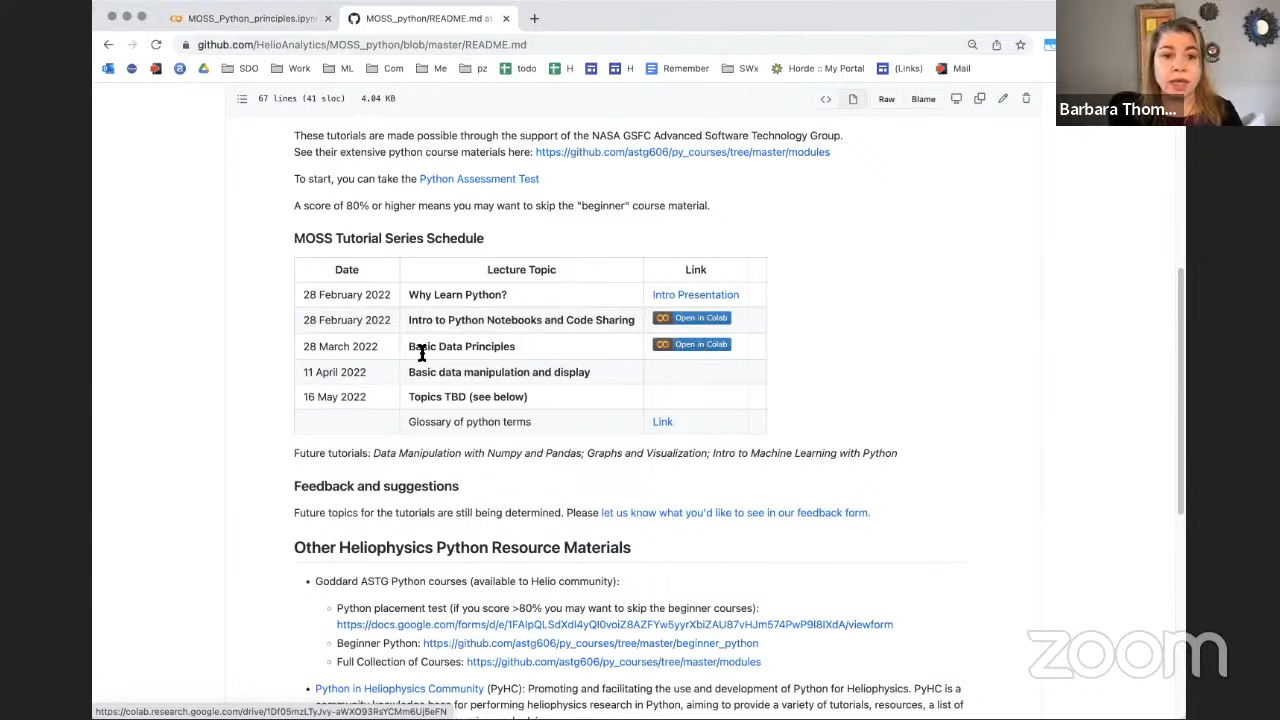 MOSS_Python_principles.ipyn
MOSS_python/README.md at
github.com/HelioAnalytics/MOSS_python/blob/master/README.md
SDO
Work
ML
Com
Me
pz
todo
H
H
Remember
SWx
Horde :: My Portal
(Links)
Mail
Barbara Thom...
67 lines (41 sloc)
4.04 KB
Raw
Blame
These tutorials are made possible through the support of the NASA GSFC Advanced Software Technology Group.
See their extensive python course materials here: https://github.com/astg606/py_courses/tree/master/modules
To start, you can take the Python Assessment Test
A score of 80% or higher means you may want to skip the "beginner" course material.
MOSS Tutorial Series Schedule
Date Lecture Topic Link
28 February 2022 Why Learn Python? Intro Presentation
28 February 2022 Intro to Python Notebooks and Code Sharing Open in Colab
28 March 2022 Basic Data Principles Open in Colab
11 April 2022 Basic data manipulation and display
16 May 2022 Topics TBD (see below)
Glossary of python terms Link
Future tutorials: Data Manipulation with Numpy and Pandas; Graphs and Visualization; Intro to Machine Learning with Python
Feedback and suggestions
Future topics for the tutorials are still being determined. Please let us know what you'd like to see in our feedback form.
Other Heliophysics Python Resource Materials
• Goddard ASTG Python courses (available to Helio community):
Python placement test (if you score >80% you may want to skip the beginner courses):
Beginner Python: https://github.com/astg606/py_courses/tree/master/beginner_python
Full Collection of Courses: https://github.com/astg606/py_courses/tree/master/modules
• Python in Heliophysics Community (PyHC): Promoting and facilitating the use and development of Python for Heliophysics. PyHC is a
zoom